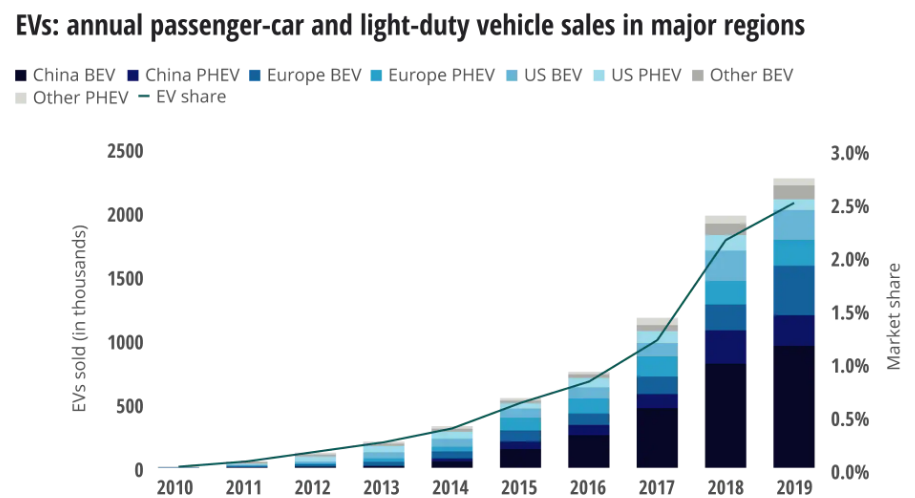 EVs: annual passenger-car and light-duty vehicle sales in major regions
China BEV China PHEV Europe BEV Europe PHEV US BEV US PHEV Other BEV
Other PHEV EV share
EVs sold (in thousands)
2500
2000
1500
1000
500
0
3.0%
2.5%
2.0%
1.5%
1.0%
0.5%
0.0%
Market share
2010 2011 2012 2013 2014 2015 2016 2017 2018 2019